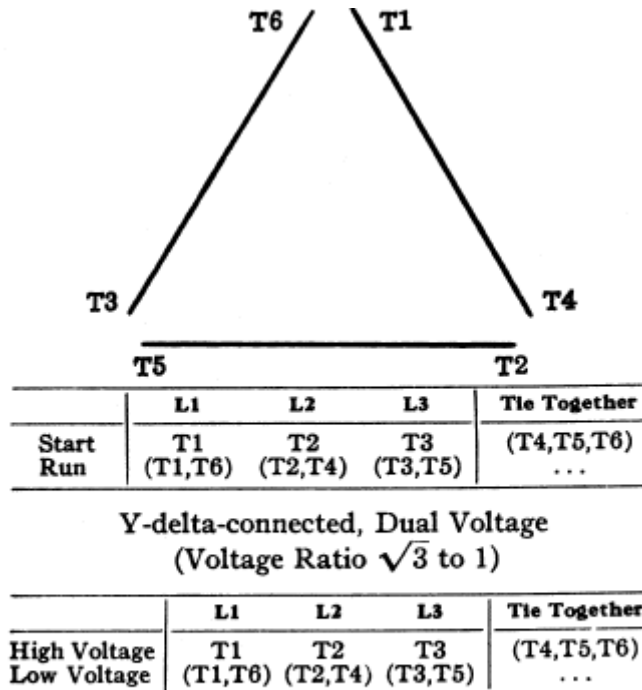 T6 T1
T3 T4
T5 T2
L1 L2 L3 Tie Together
Start T1 T2 T3 (T4,T5,T6)
Run (T1,T6) (T2,T4) (T3,T5) ...
Y-delta-connected, Dual Voltage
(Voltage Ratio √3 to 1)
L1 L2 L3 Tie Together
High Voltage T1 T2 T3 (T4,T5,T6)
Low Voltage (T1,T6) (T2,T4) (T3,T5) ...